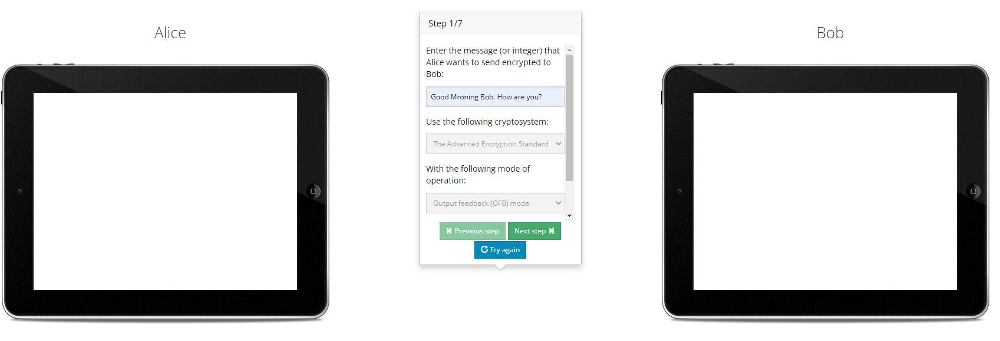 Alice
Step 1/7
Enter the message (or integer) that
Alice wants to send encrypted to
Bob:
Good Mroning Bob. How are you?
Use the following cryptosystem:
The Advanced Encryption Standard
With the following mode of
operation:
Output feedback (OFB) mode
Previous step
Next step
Try again
Bob